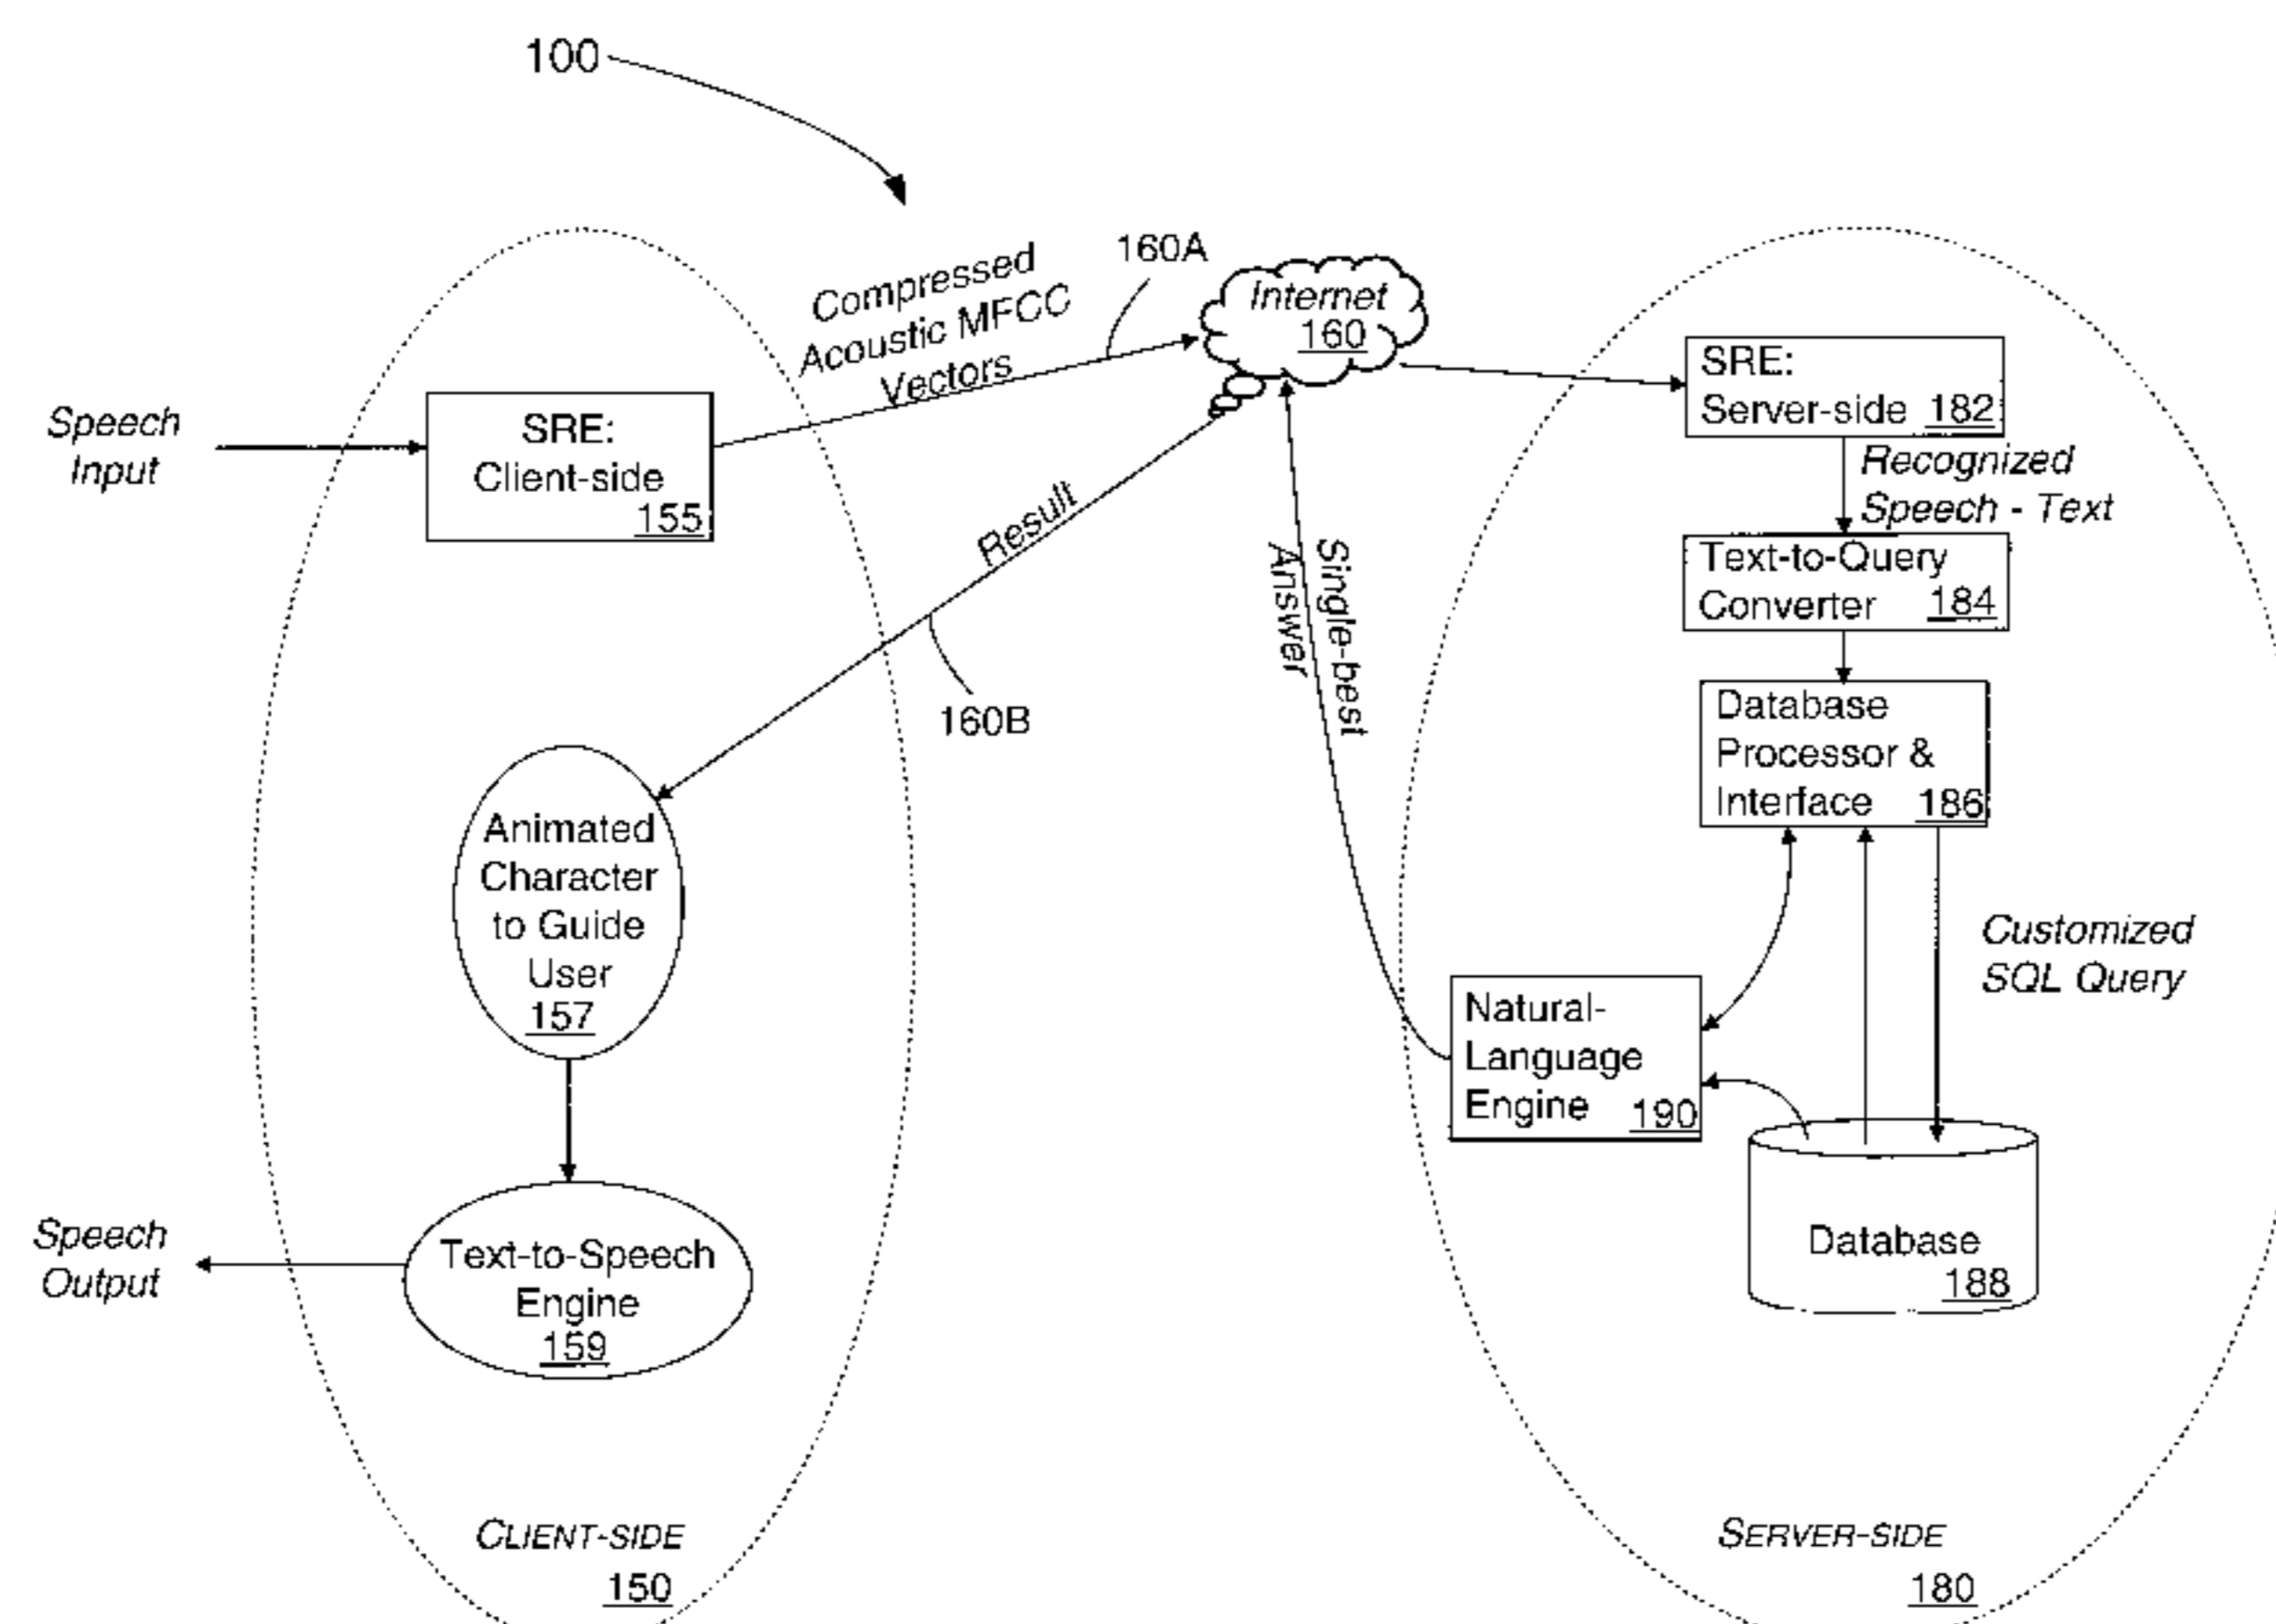 100
Compressed
Acoustic MFCC
Vectors
160A
Internet
160
Speech
Input
SRE:
Client-side
155
SRE:
Server-side 182
Recognized
Speech - Text
Result
160B
Single-best
Answer
Text-to-Query
Converter 184
Database
Processor &
Interface 186
Animated
Character
to Guide
User
157
Customized
SQL Query
Natural-
Language
Engine 190
Speech
Output
Text-to-Speech
Engine
159
Database
188
CLIENT-SIDE
150
SERVER-SIDE
180